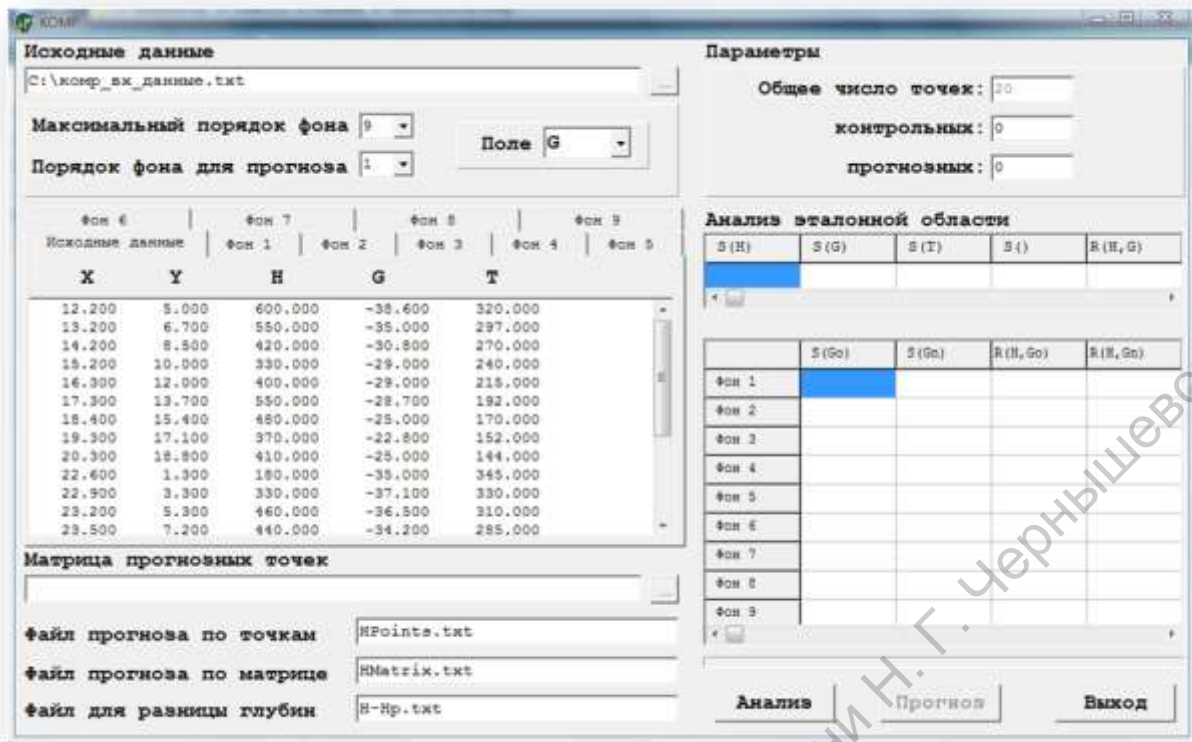 КОМР
Исходные данные
C:\комр_вх_данные.txt
...
Максимальный порядок фона 9
Порядок фона для прогноза 1
Поле G
Фон 6 Фон 7 Фон 8 Фон 9
Исходные данные Фон 1 Фон 2 Фон 3 Фон 4 Фон 5
X Y H G T
12.200 5.000 600.000 -38.600 320.000
13.200 6.700 550.000 -35.000 297.000
14.200 8.500 420.000 -30.800 270.000
15.200 10.000 330.000 -29.000 240.000
16.300 12.000 400.000 -29.000 215.000
17.300 13.700 550.000 -28.700 192.000
18.400 15.400 480.000 -25.000 170.000
19.300 17.100 370.000 -22.800 152.000
20.300 18.800 410.000 -25.000 144.000
22.600 1.300 180.000 -35.000 345.000
22.900 3.300 330.000 -37.100 330.000
23.200 5.300 460.000 -36.500 310.000
23.500 7.200 440.000 -34.200 285.000
Матрица прогнозных точек
...
Файл прогноза по точкам HPoints.txt
Файл прогноза по матрице HMatrix.txt
Файл для разницы глубин H-Hp.txt
Параметры
Общее число точек: 20
контрольных: 0
прогнозных: 0
Анализ эталонной области
S(H) S(G) S(T) S() R(H,G)
S(Go) S(Gn) R(H,Go) R(H,Gn)
Фон 1
Фон 2
Фон 3
Фон 4
Фон 5
Фон 6
Фон 7
Фон 8
Фон 9
Анализ Прогноз Выход
Н. Г. Чернышевс